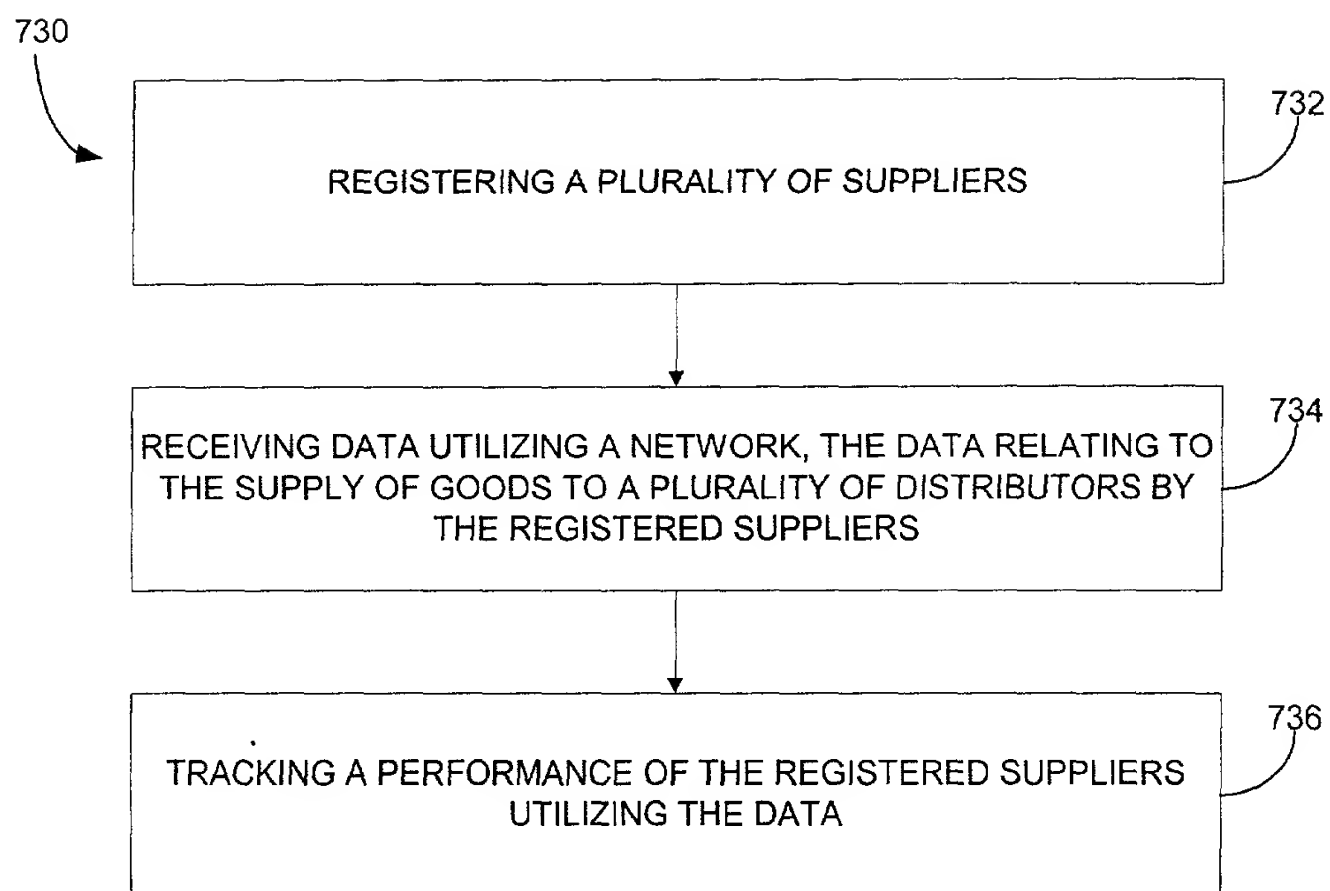 730
732
REGISTERING A PLURALITY OF SUPPLIERS
734
RECEIVING DATA UTILIZING A NETWORK, THE DATA RELATING TO
THE SUPPLY OF GOODS TO A PLURALITY OF DISTRIBUTORS BY
THE REGISTERED SUPPLIERS
736
TRACKING A PERFORMANCE OF THE REGISTERED SUPPLIERS
UTILIZING THE DATA